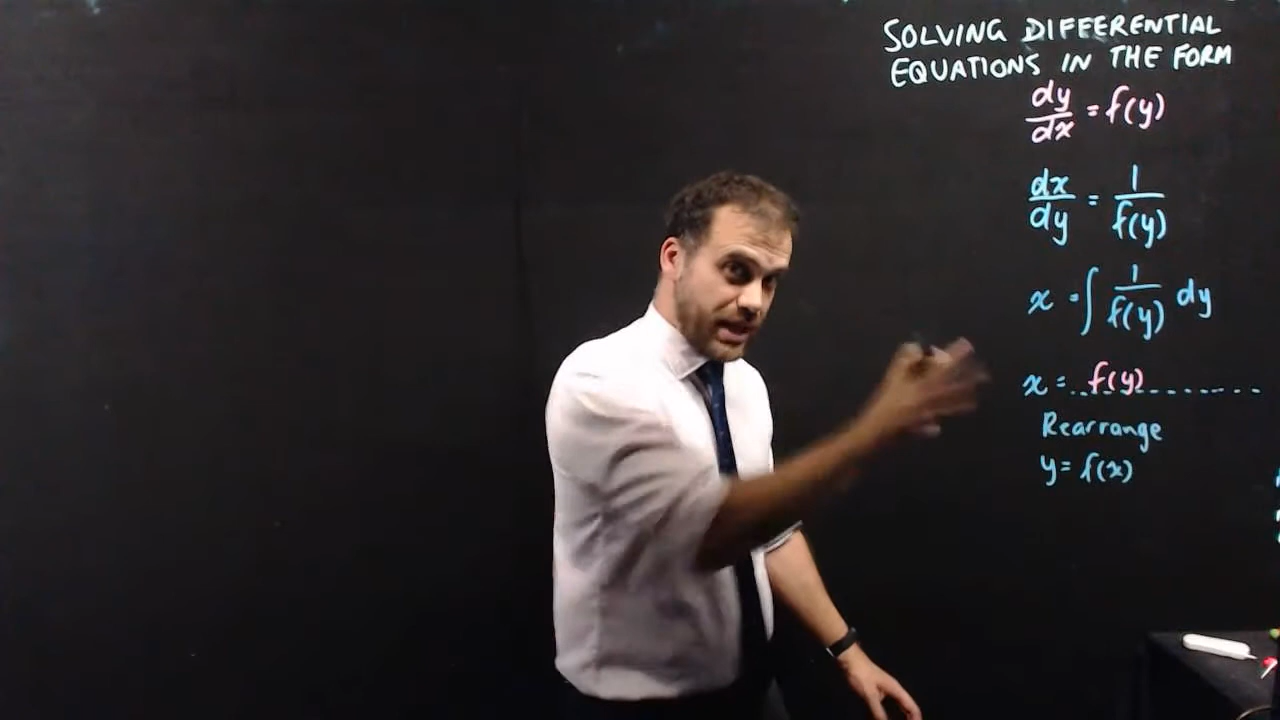 SOLVING DIFFERENTIAL
EQUATIONS IN THE FORM
dy/dx = f(y)
dx/dy = 1/f(y)
x = ∫ 1/f(y) dy
x = ..f(y)........
Rearrange
y = f(x)